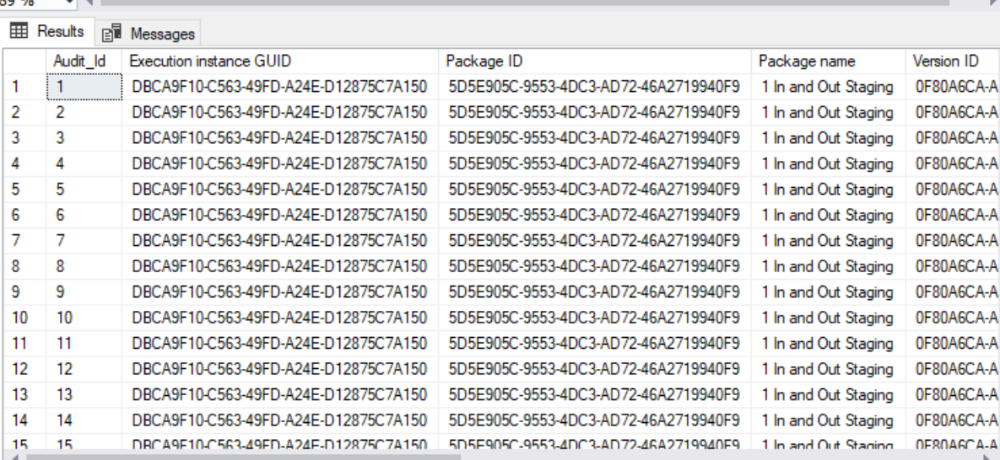 89 %
Results Messages
Audit_Id Execution instance GUID Package ID Package name Version ID
1 1 DBCA9F10-C563-49FD-A24E-D12875C7A150 5D5E905C-9553-4DC3-AD72-46A2719940F9 1 In and Out Staging 0F80A6CA-A
2 2 DBCA9F10-C563-49FD-A24E-D12875C7A150 5D5E905C-9553-4DC3-AD72-46A2719940F9 1 In and Out Staging 0F80A6CA-A
3 3 DBCA9F10-C563-49FD-A24E-D12875C7A150 5D5E905C-9553-4DC3-AD72-46A2719940F9 1 In and Out Staging 0F80A6CA-A
4 4 DBCA9F10-C563-49FD-A24E-D12875C7A150 5D5E905C-9553-4DC3-AD72-46A2719940F9 1 In and Out Staging 0F80A6CA-A
5 5 DBCA9F10-C563-49FD-A24E-D12875C7A150 5D5E905C-9553-4DC3-AD72-46A2719940F9 1 In and Out Staging 0F80A6CA-A
6 6 DBCA9F10-C563-49FD-A24E-D12875C7A150 5D5E905C-9553-4DC3-AD72-46A2719940F9 1 In and Out Staging 0F80A6CA-A
7 7 DBCA9F10-C563-49FD-A24E-D12875C7A150 5D5E905C-9553-4DC3-AD72-46A2719940F9 1 In and Out Staging 0F80A6CA-A
8 8 DBCA9F10-C563-49FD-A24E-D12875C7A150 5D5E905C-9553-4DC3-AD72-46A2719940F9 1 In and Out Staging 0F80A6CA-A
9 9 DBCA9F10-C563-49FD-A24E-D12875C7A150 5D5E905C-9553-4DC3-AD72-46A2719940F9 1 In and Out Staging 0F80A6CA-A
10 10 DBCA9F10-C563-49FD-A24E-D12875C7A150 5D5E905C-9553-4DC3-AD72-46A2719940F9 1 In and Out Staging 0F80A6CA-A
11 11 DBCA9F10-C563-49FD-A24E-D12875C7A150 5D5E905C-9553-4DC3-AD72-46A2719940F9 1 In and Out Staging 0F80A6CA-A
12 12 DBCA9F10-C563-49FD-A24E-D12875C7A150 5D5E905C-9553-4DC3-AD72-46A2719940F9 1 In and Out Staging 0F80A6CA-A
13 13 DBCA9F10-C563-49FD-A24E-D12875C7A150 5D5E905C-9553-4DC3-AD72-46A2719940F9 1 In and Out Staging 0F80A6CA-A
14 14 DBCA9F10-C563-49FD-A24E-D12875C7A150 5D5E905C-9553-4DC3-AD72-46A2719940F9 1 In and Out Staging 0F80A6CA-A
15 15 DBCA9F10-C563-49FD-A24E-D12875C7A150 5D5E905C-9553-4DC3-AD72-46A2719940F9 1 In and Out Staging 0F80A6CA-A